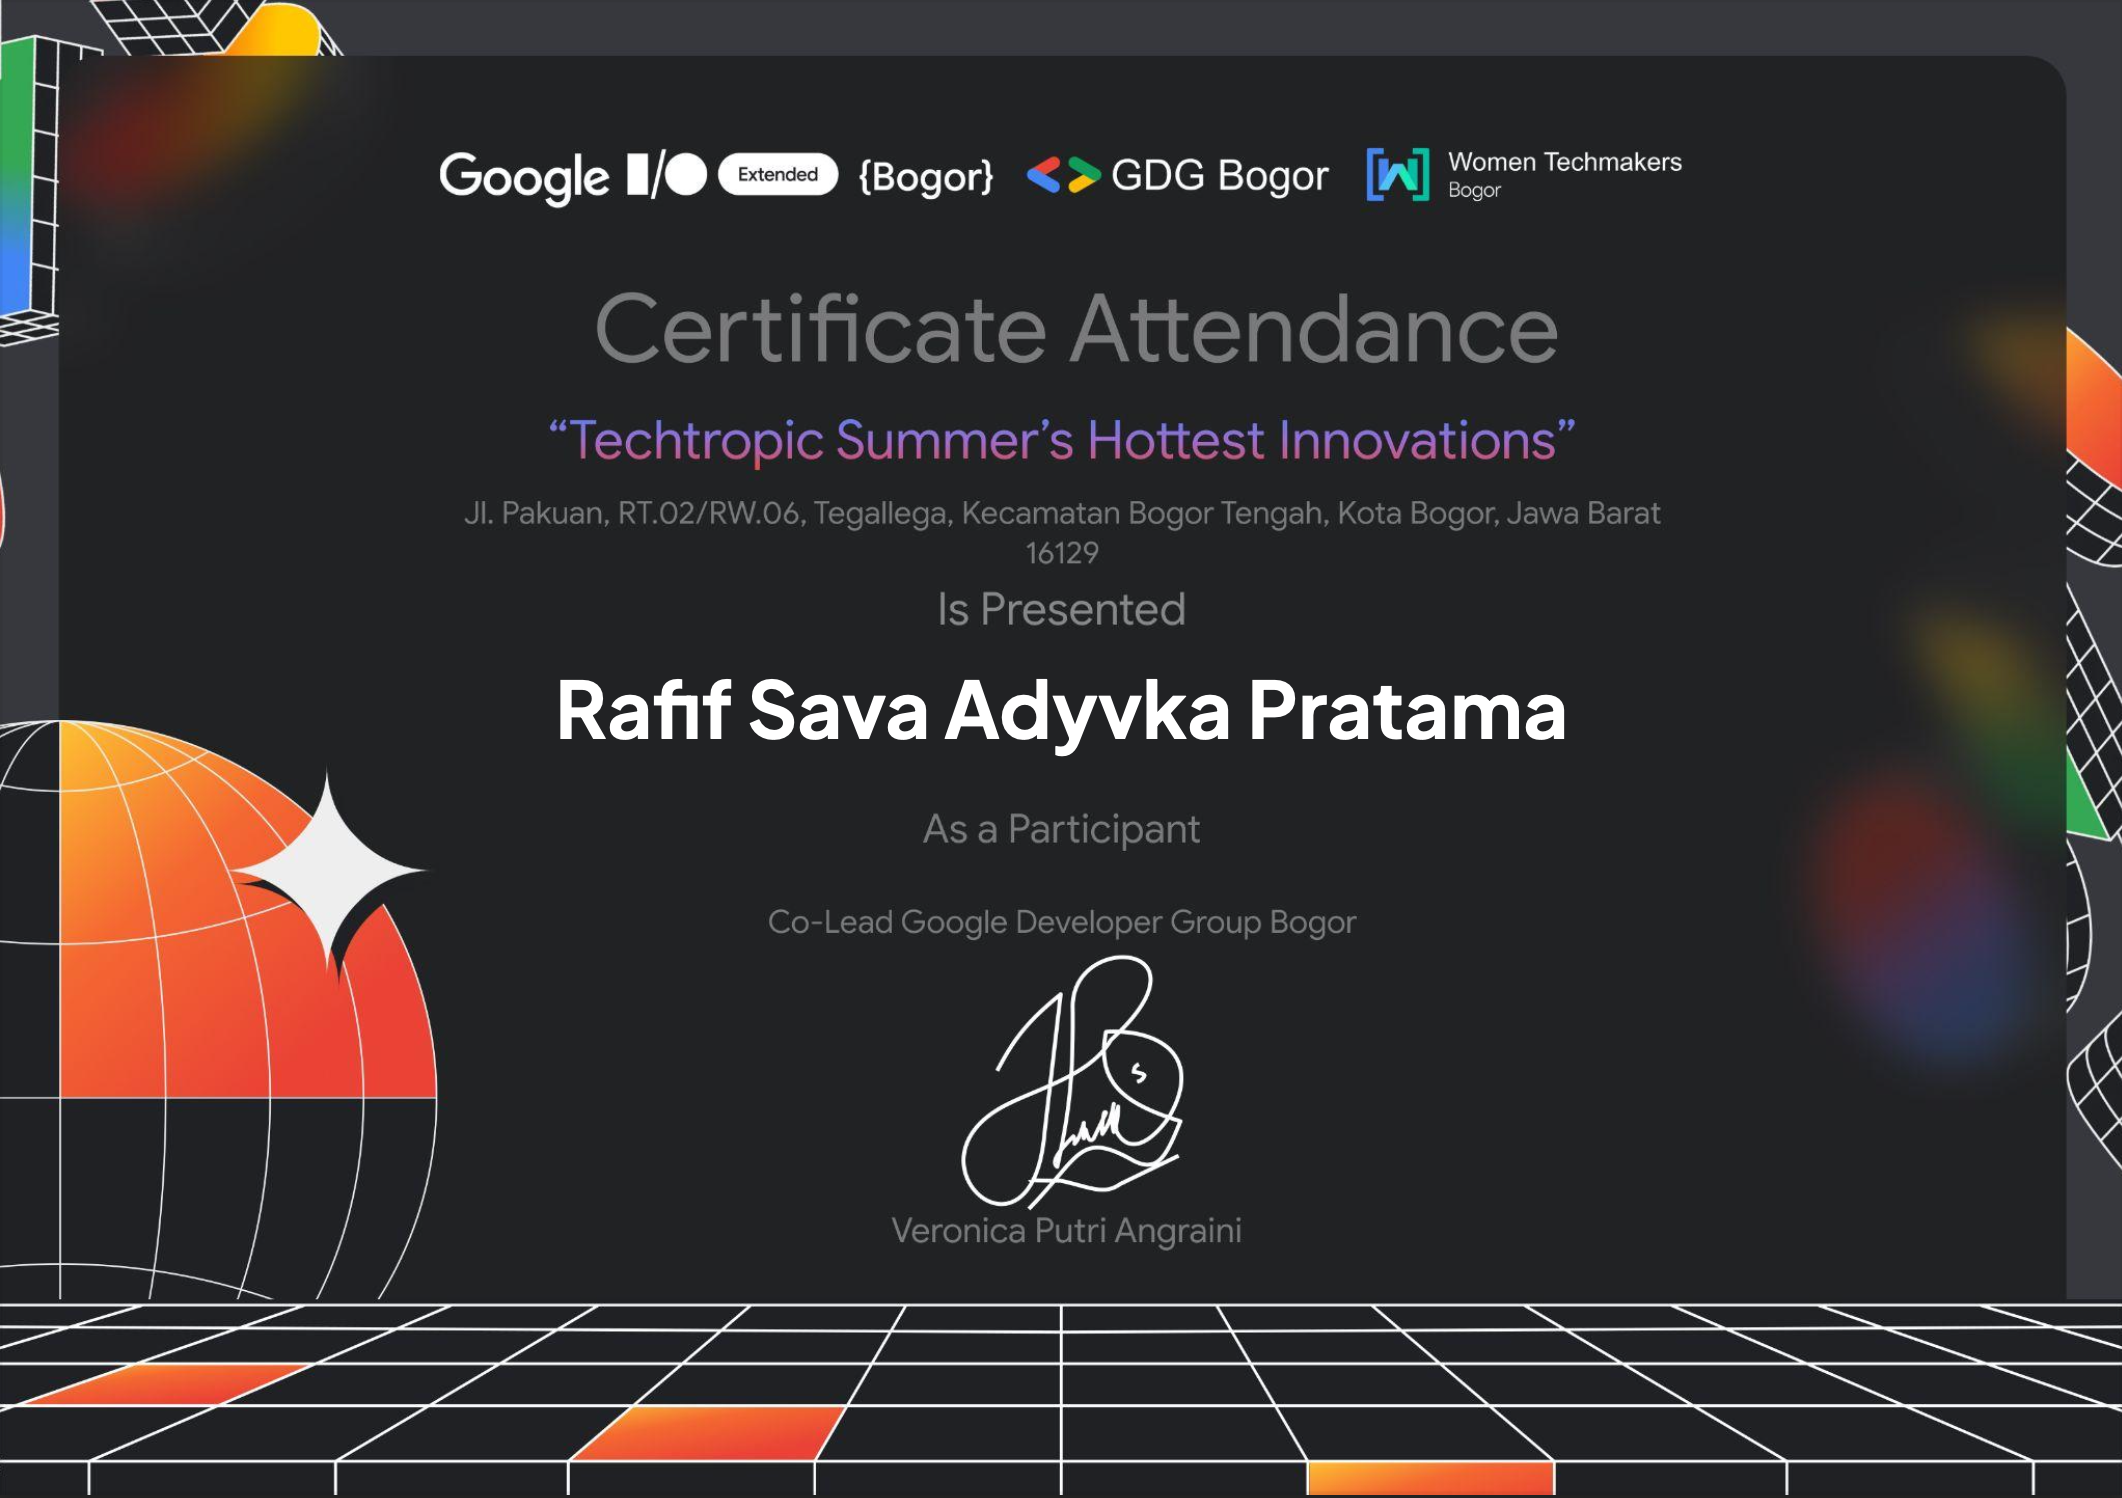 Google I/O Extended {Bogor} GDG Bogor Women Techmakers
Bogor
Certificate Attendance
“Techtropic Summer’s Hottest Innovations”
Jl. Pakuan, RT.02/RW.06, Tegallega, Kecamatan Bogor Tengah, Kota Bogor, Jawa Barat
16129
Is Presented
Rafif Sava Adyvka Pratama
As a Participant
Co-Lead Google Developer Group Bogor
Veronica Putri Angraini